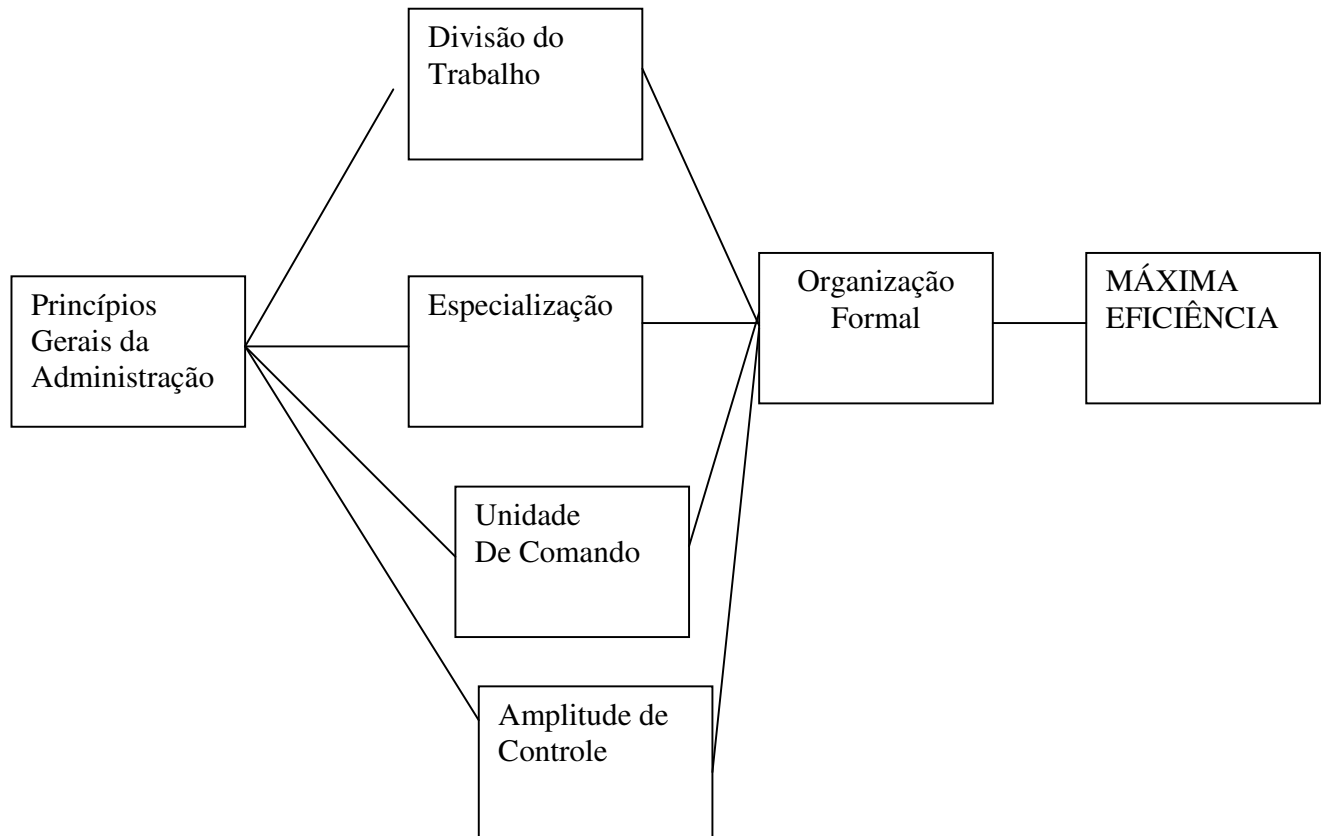 Divisão do
Trabalho
Princípios
Gerais da
Administração
Especialização
Organização
Formal
MÁXIMA
EFICIÊNCIA
Unidade
De Comando
Amplitude de
Controle